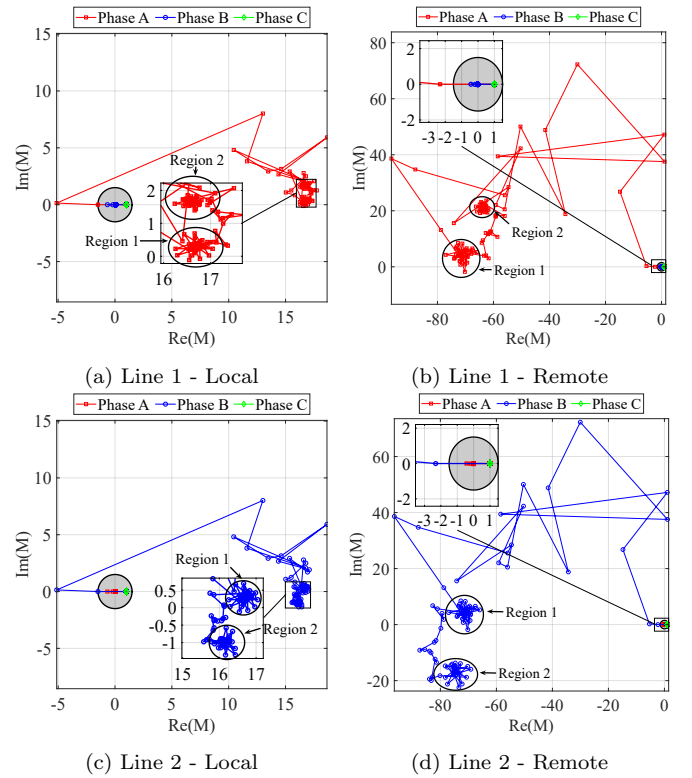 Phase A Phase B Phase C
15
10
5
0
-5
-5 0 5 10 15
Im(M)
Re(M)
Region 2
Region 1
2
1
0
16 17
(a) Line 1 - Local
Phase A Phase B Phase C
80
60
40
20
0
-80 -60 -40 -20 0
Im(M)
Re(M)
2
0
-2
-3 -2 -1 0 1
Region 2
Region 1
(b) Line 1 - Remote
Phase A Phase B Phase C
15
10
5
0
-5
-5 0 5 10 15
Im(M)
Re(M)
Region 1
Region 2
0.5
0
-0.5
-1
15 16 17
(c) Line 2 - Local
Phase A Phase B Phase C
60
40
20
0
-20
-80 -60 -40 -20 0
Im(M)
Re(M)
2
0
-2
-3 -2 -1 0 1
Region 1
Region 2
(d) Line 2 - Remote